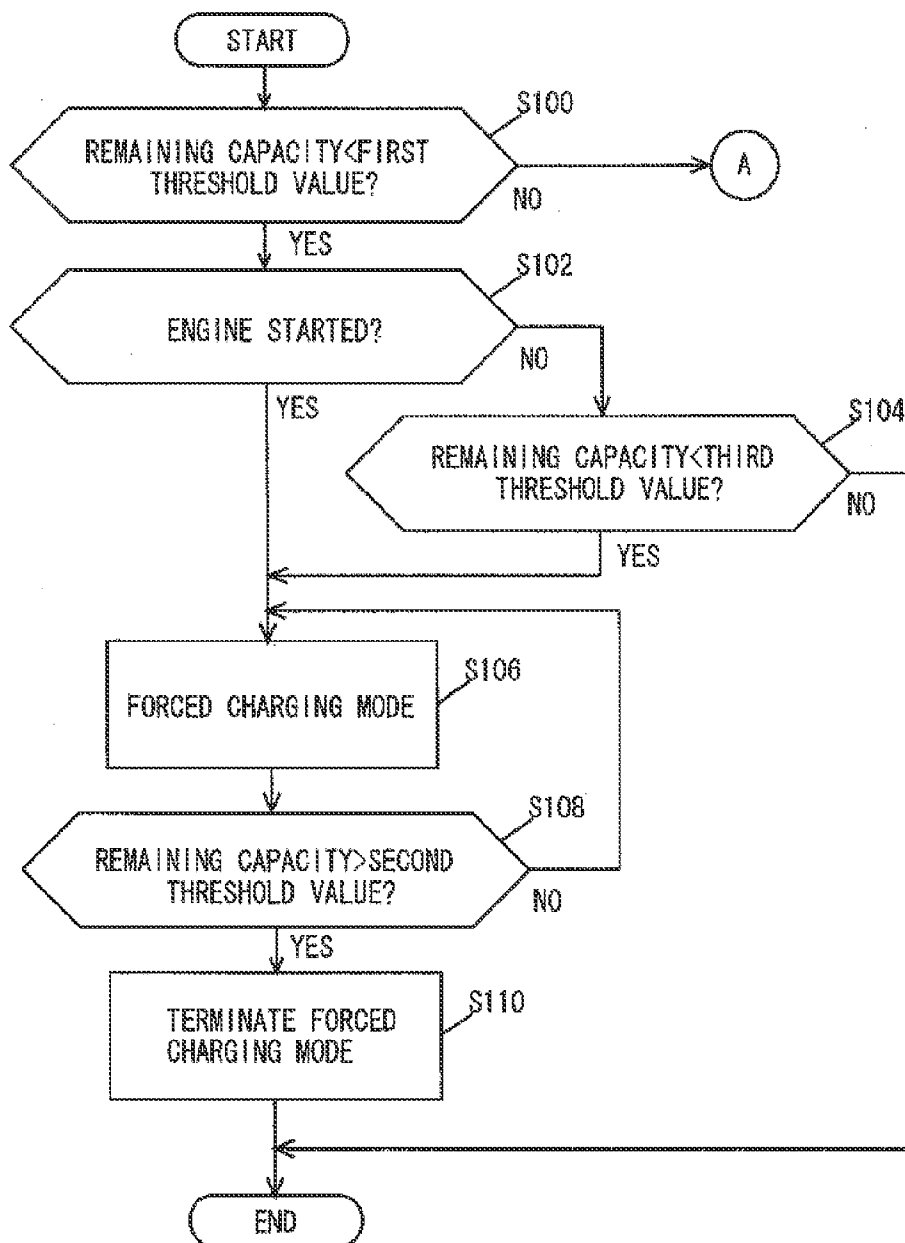 START
S100
REMAINING CAPACITY<FIRST
THRESHOLD VALUE?
A
NO
YES
S102
ENGINE STARTED?
NO
YES
S104
REMAINING CAPACITY<THIRD
THRESHOLD VALUE?
NO
YES
S106
FORCED CHARGING MODE
S108
REMAINING CAPACITY>SECOND
THRESHOLD VALUE?
NO
YES
S110
TERMINATE FORCED
CHARGING MODE
END